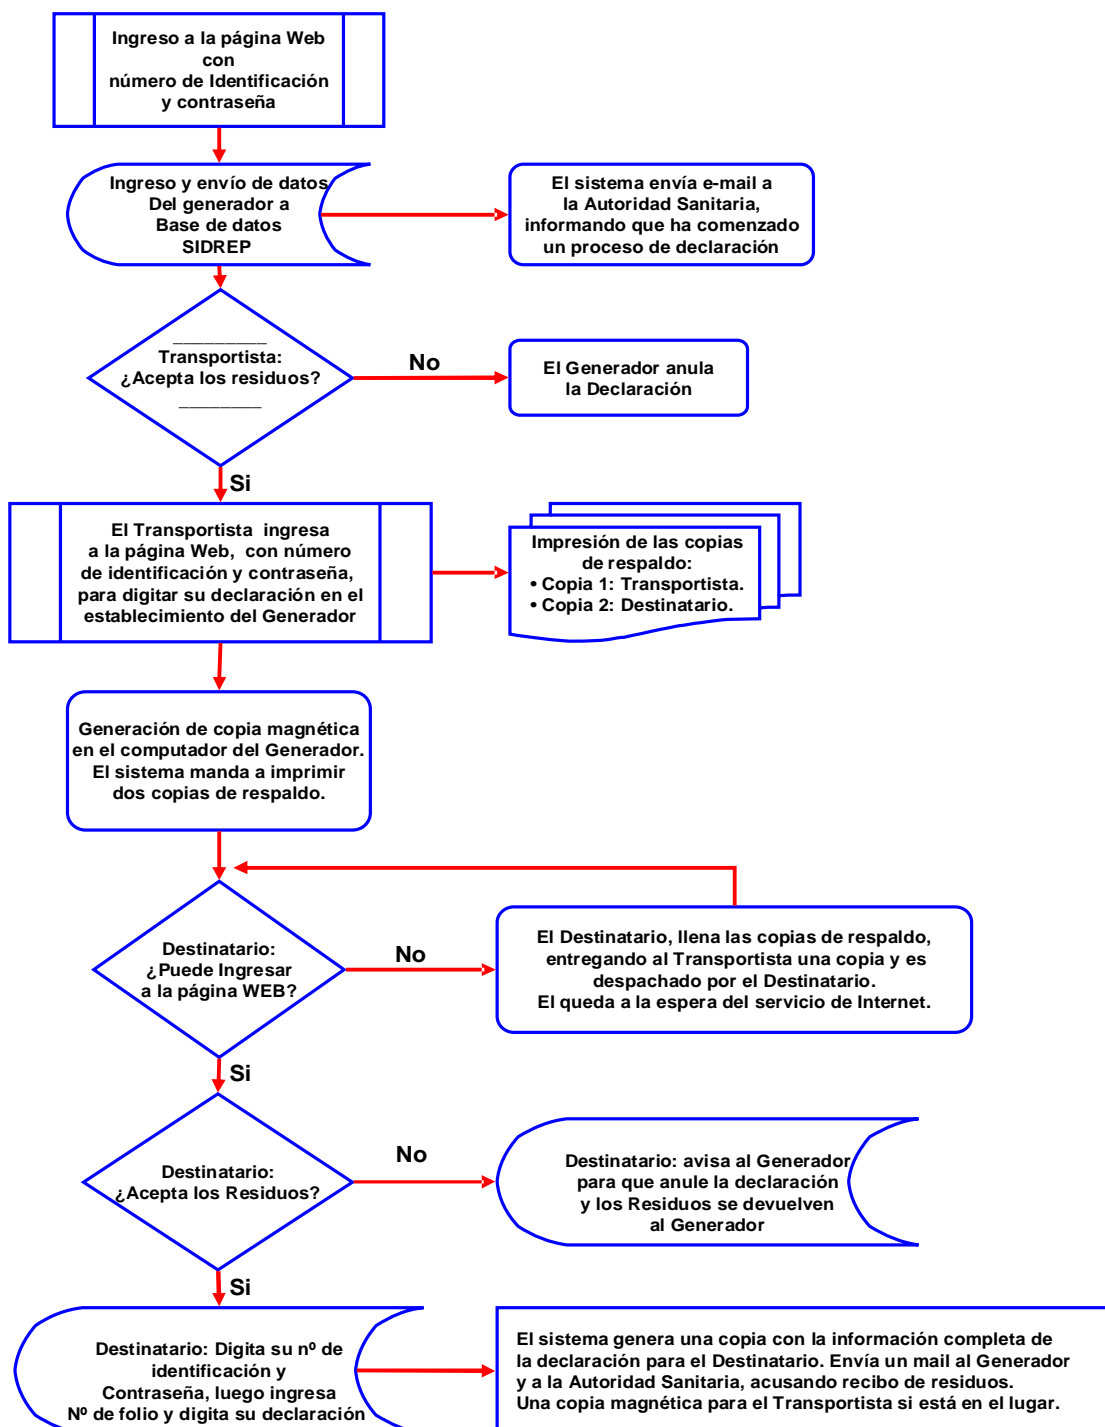 Ingreso a la página Web
con
número de Identificación
y contraseña
Ingreso y envío de datos
Del generador a
Base de datos
SIDREP
El sistema envía e-mail a
la Autoridad Sanitaria,
informando que ha comenzado
un proceso de declaración
_________
Transportista:
¿Acepta los residuos?
________
No
El Generador anula
la Declaración
Si
El Transportista ingresa
a la página Web, con número
de identificación y contraseña,
para digitar su declaración en el
establecimiento del Generador
Impresión de las copias
de respaldo:
• Copia 1: Transportista.
• Copia 2: Destinatario.
Generación de copia magnética
en el computador del Generador.
El sistema manda a imprimir
dos copias de respaldo.
Destinatario:
¿Puede Ingresar
a la página WEB?
No
El Destinatario, llena las copias de respaldo,
entregando al Transportista una copia y es
despachado por el Destinatario.
El queda a la espera del servicio de Internet.
Si
Destinatario:
¿Acepta los Residuos?
No
Destinatario: avisa al Generador
para que anule la declaración
y los Residuos se devuelven
al Generador
Si
Destinatario: Digita su nº de
identificación y
Contraseña, luego ingresa
Nº de folio y digita su declaración
El sistema genera una copia con la información completa de
la declaración para el Destinatario. Envía un mail al Generador
y a la Autoridad Sanitaria, acusando recibo de residuos.
Una copia magnética para el Transportista si está en el lugar.